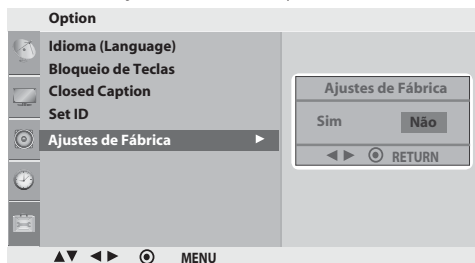 Option
Idioma (Language)
Bloqueio de Teclas
Closed Caption
Set ID
Ajustes de Fábrica
Ajustes de Fábrica
Sim Não
RETURN
MENU